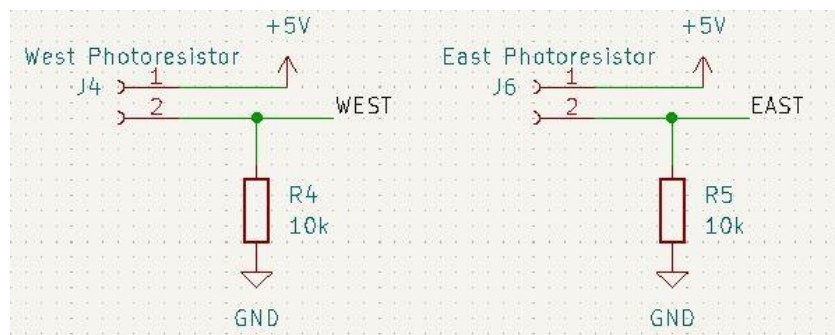 +5V
West Photoresistor
J4
1
2
WEST
R4
10k
GND
+5V
East Photoresistor
J6
1
2
EAST
R5
10k
GND